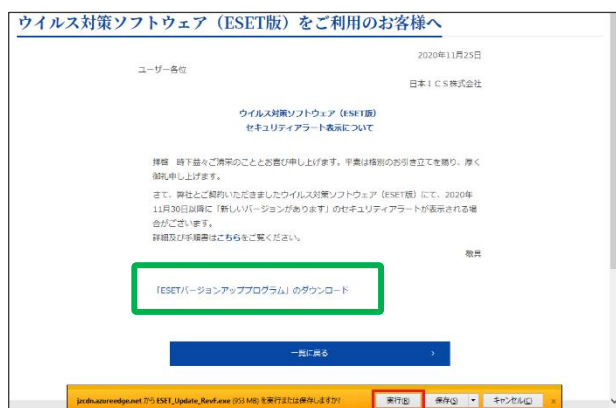 ウイルス対策ソフトウェア（ESET版）をご利用のお客様へ
2020年11月25日
ユーザー各位
日本ＩＣＳ株式会社
ウイルス対策ソフトウェア（ESET版）
セキュリティアラート表示について
拝啓　時下益々ご清栄のこととお喜び申し上げます。平素は格別のお引き立てを賜り、厚く
御礼申し上げます。
さて、弊社とご契約いただきましたウイルス対策ソフトウェア（ESET版）にて、2020年
11月30日以降に「新しいバージョンがあります」のセキュリティアラートが表示される場
合がございます。
詳細及び手順書はこちらをご覧ください。
敬具
「ESETバージョンアッププログラム」のダウンロード
一覧に戻る
jzcdn.azureedge.net から ESET_Update_RevF.exe (953 MB) を実行または保存しますか?
実行(R)
保存(S)
キャンセル(C)